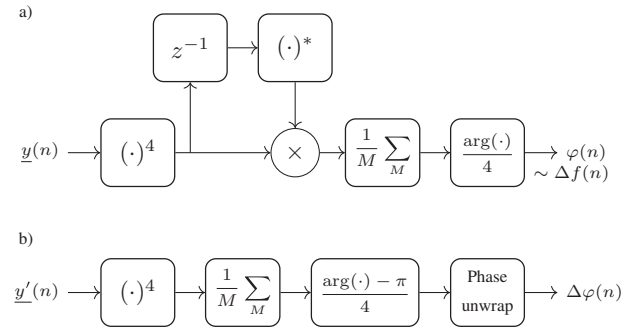 a)
z⁻¹
(·)*
y(n)
(·)⁴
×
1/M ∑_M
arg(·)/4
φ(n)
∼ Δf(n)
b)
y′(n)
(·)⁴
1/M ∑_M
arg(·) − π/4
Phase
unwrap
Δφ(n)